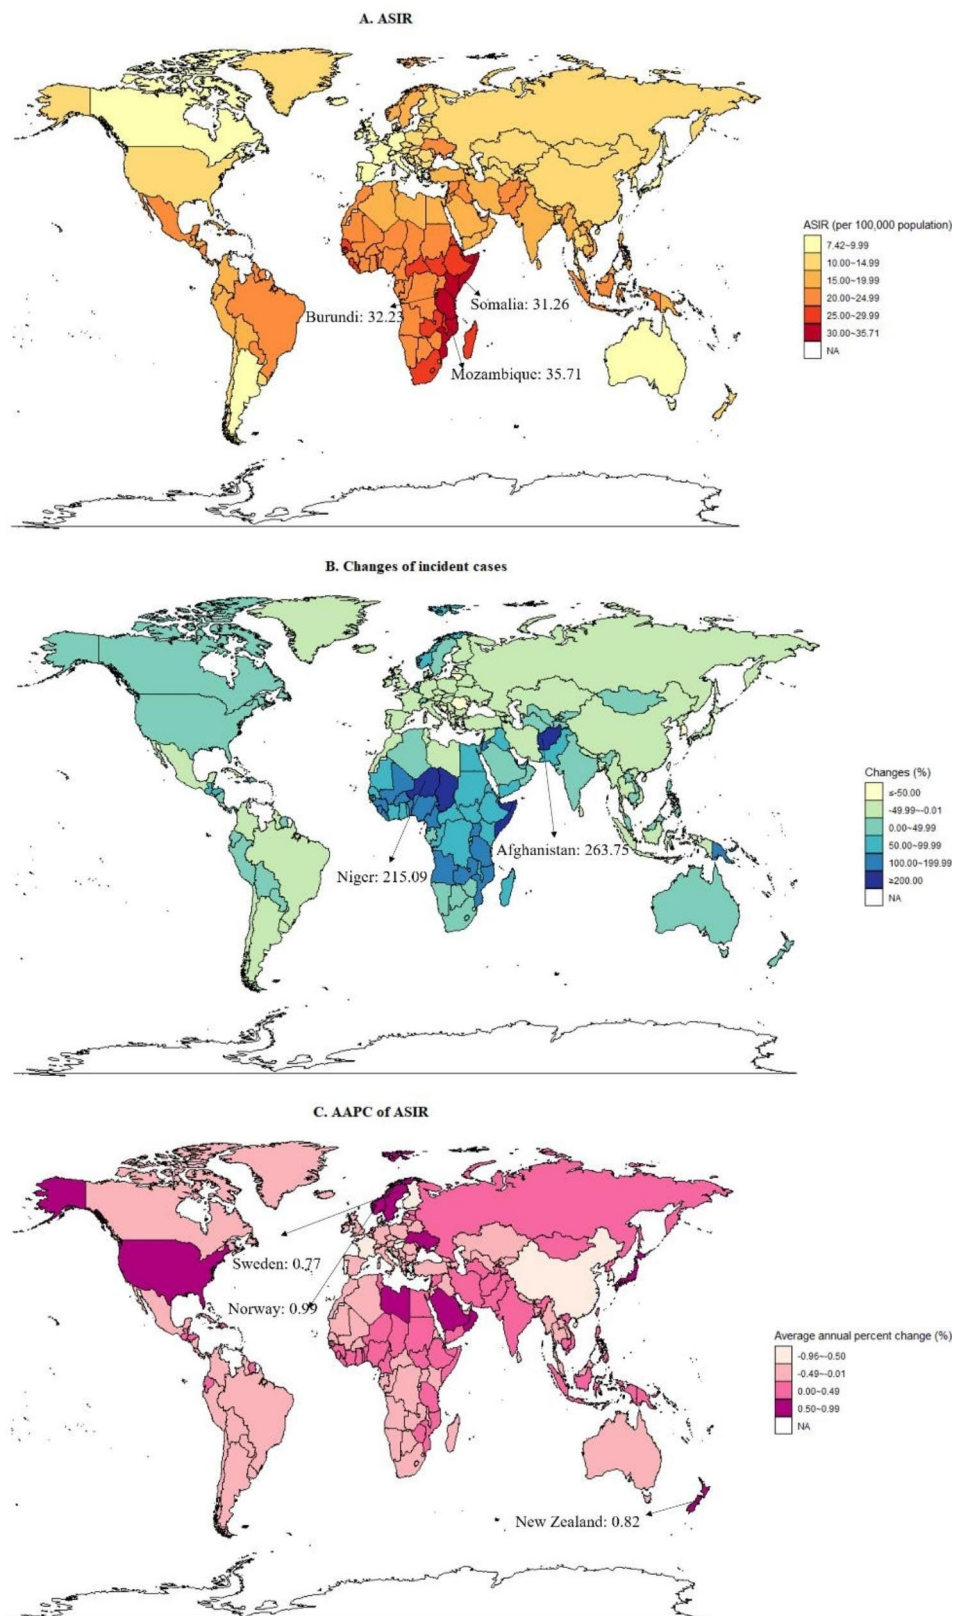 A. ASIR
ASIR (per 100,000 population)
7.42~9.99
10.00~14.99
15.00~19.99
20.00~24.99
25.00~29.99
30.00~35.71
NA
Somalia: 31.26
Burundi: 32.23
Mozambique: 35.71
B. Changes of incident cases
Changes (%)
≤-50.00
-49.99~-0.01
0.00~49.99
50.00~99.99
100.00~199.99
≥200.00
NA
Afghanistan: 263.75
Niger: 215.09
C. AAPC of ASIR
Sweden: 0.77
Norway: 0.99
Average annual percent change (%)
-0.96~-0.50
-0.49~-0.01
0.00~0.49
0.50~0.99
NA
New Zealand: 0.82